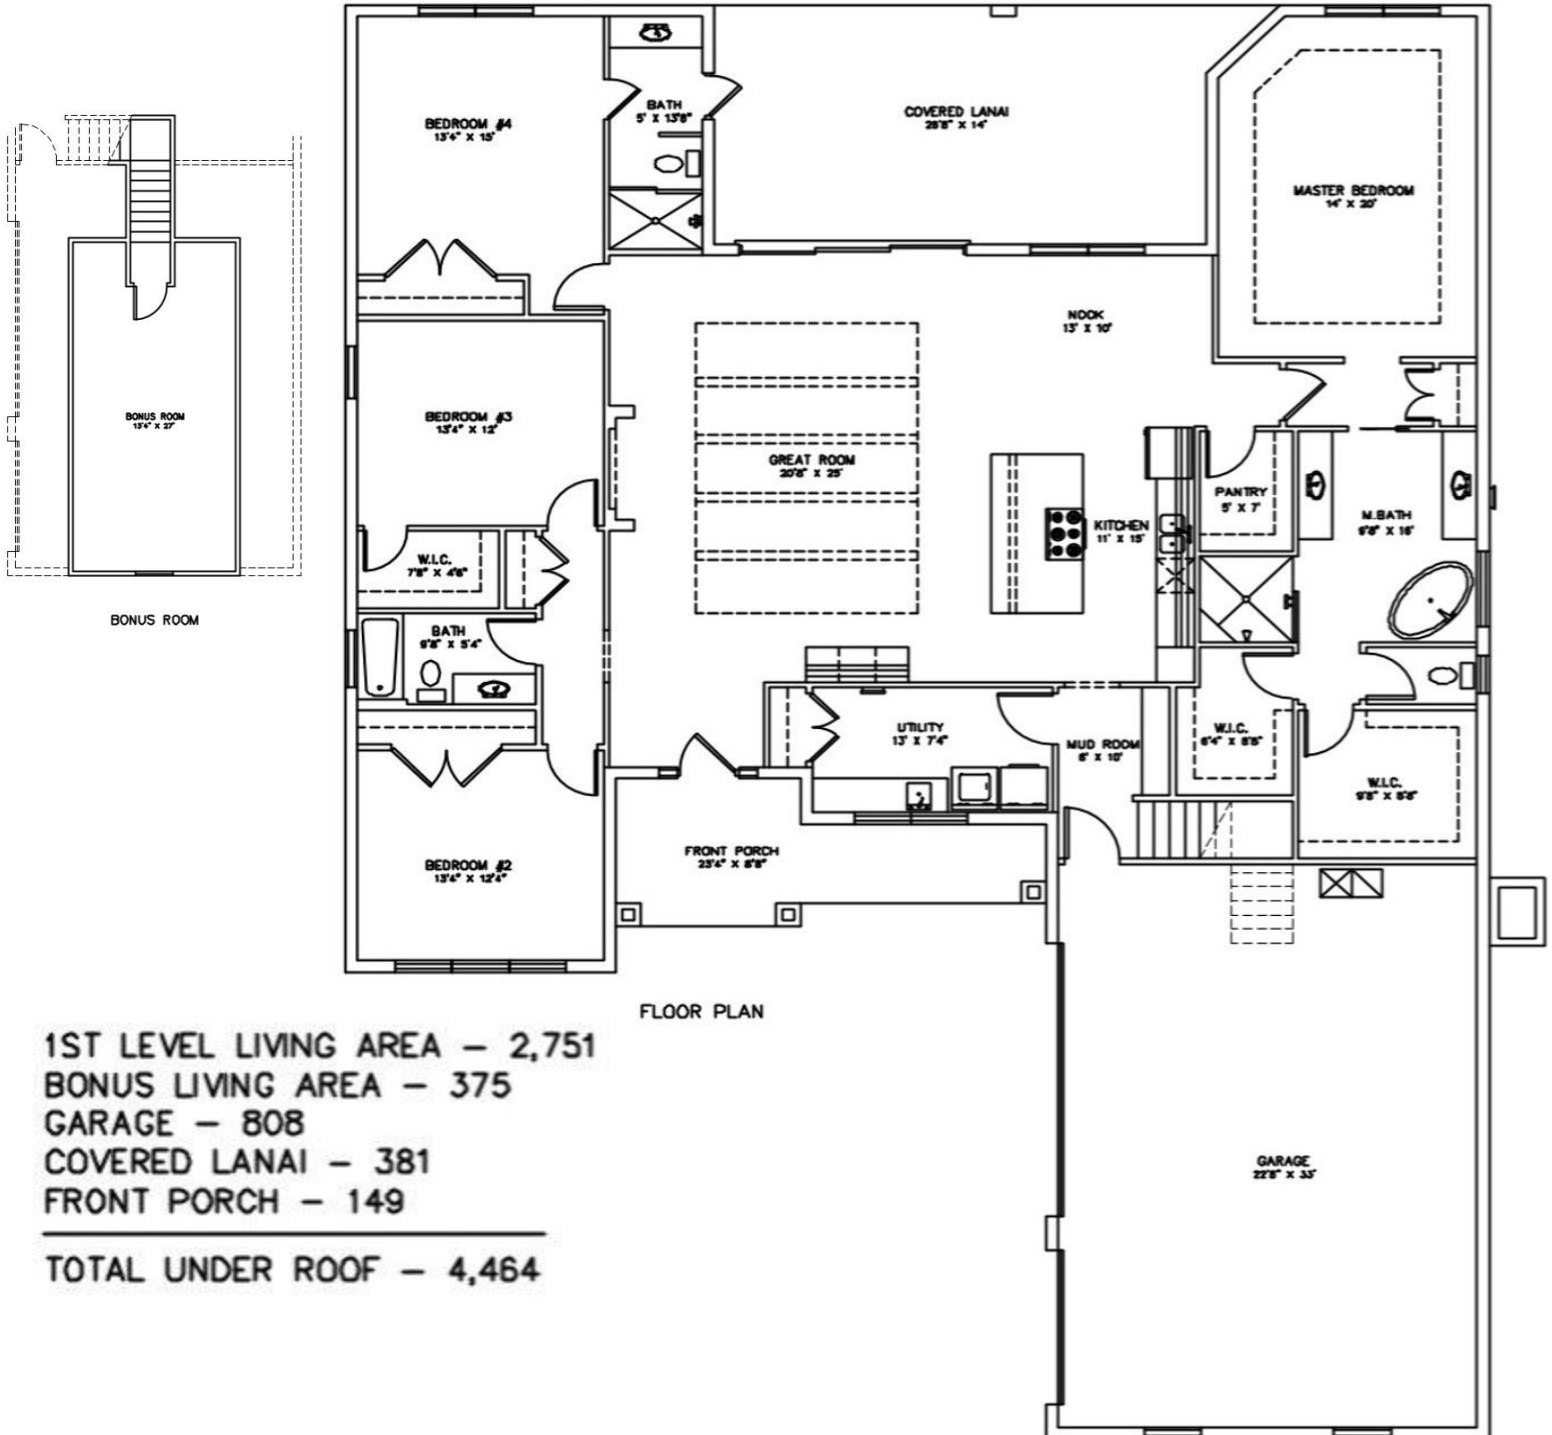 BEDROOM #4
13'4" X 15'
BATH
5' X 13'8"
COVERED LANAI
28'8" X 14'
MASTER BEDROOM
14' X 20'
NOOK
13' X 10'
BONUS ROOM
13'4" X 27'
BONUS ROOM
BEDROOM #3
13'4" X 12'
GREAT ROOM
20'8" X 25'
KITCHEN
11' X 15'
PANTRY
5' X 7'
M.BATH
9'8" X 16'
W.I.C.
7'8" X 4'8"
BATH
9'8" X 5'4"
UTILITY
13' X 7'4"
MUD ROOM
6' X 10'
W.I.C.
6'4" X 8'8"
W.I.C.
9'8" X 8'8"
BEDROOM #2
13'4" X 12'4"
FRONT PORCH
23'4" X 8'8"
FLOOR PLAN
GARAGE
22'8" X 33'
1ST LEVEL LIVING AREA – 2,751
BONUS LIVING AREA – 375
GARAGE – 808
COVERED LANAI – 381
FRONT PORCH – 149
TOTAL UNDER ROOF – 4,464